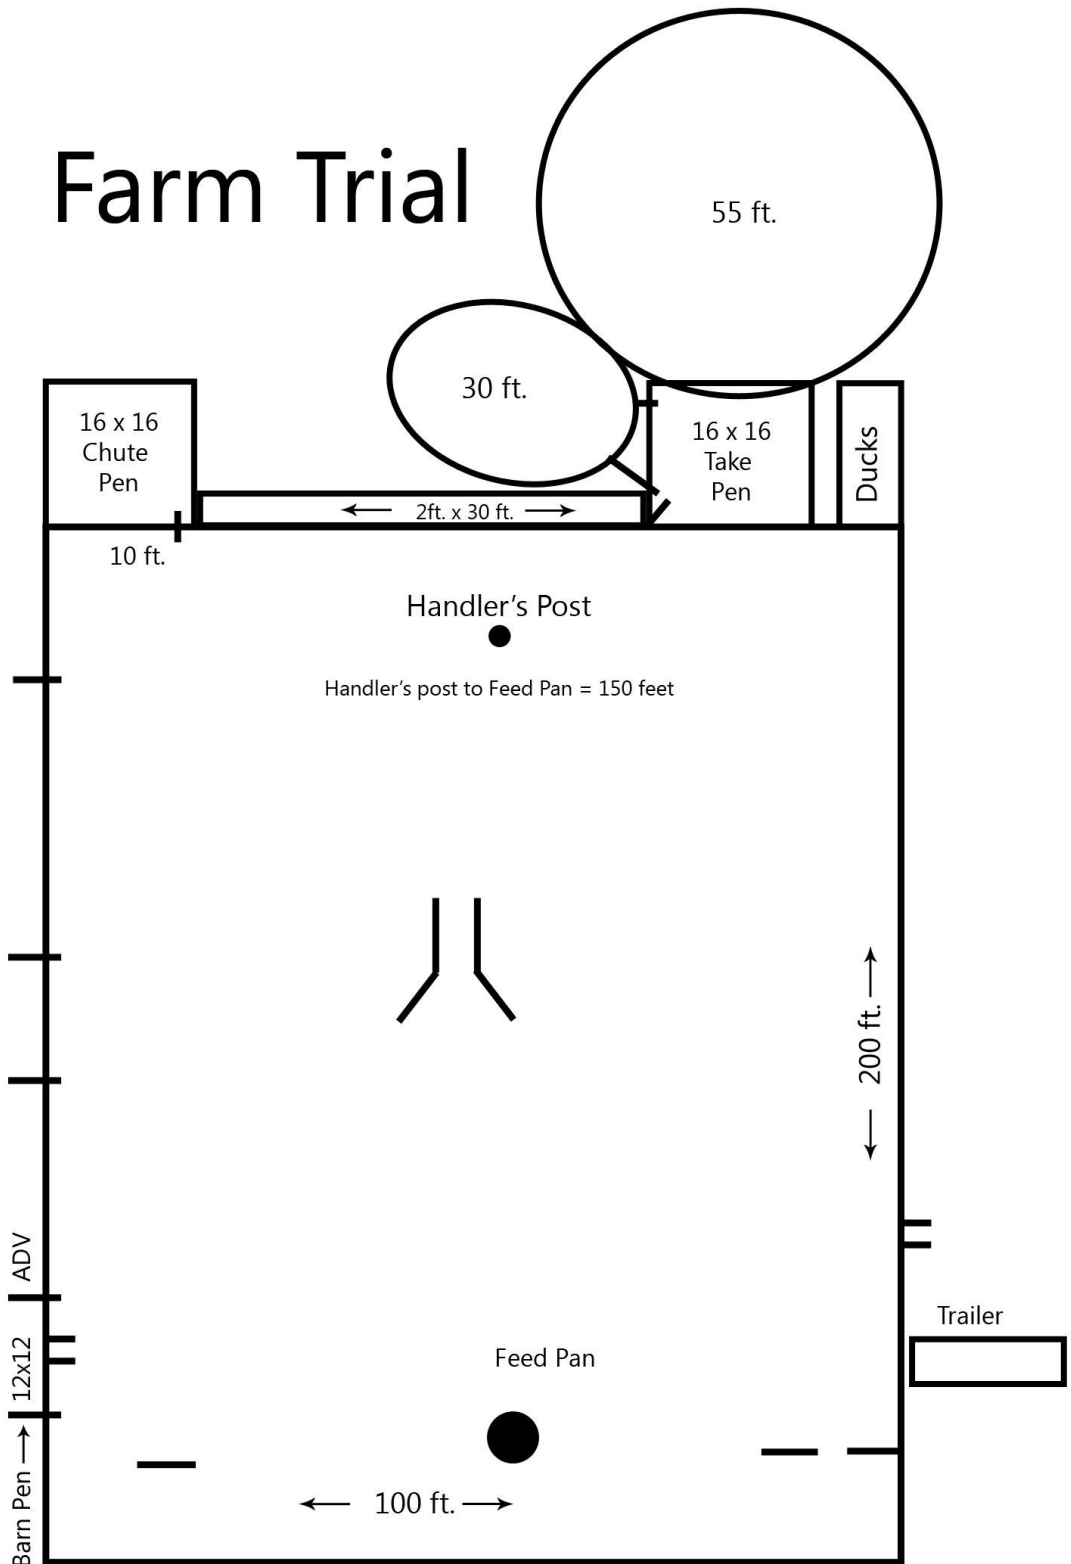 Farm Trial
55 ft.
30 ft.
16 x 16
Chute
Pen
16 x 16
Take
Pen
Ducks
2ft. x 30 ft.
10 ft.
Handler’s Post
Handler’s post to Feed Pan = 150 feet
200 ft.
ADV
Trailer
12x12
Feed Pan
Barn Pen
100 ft.